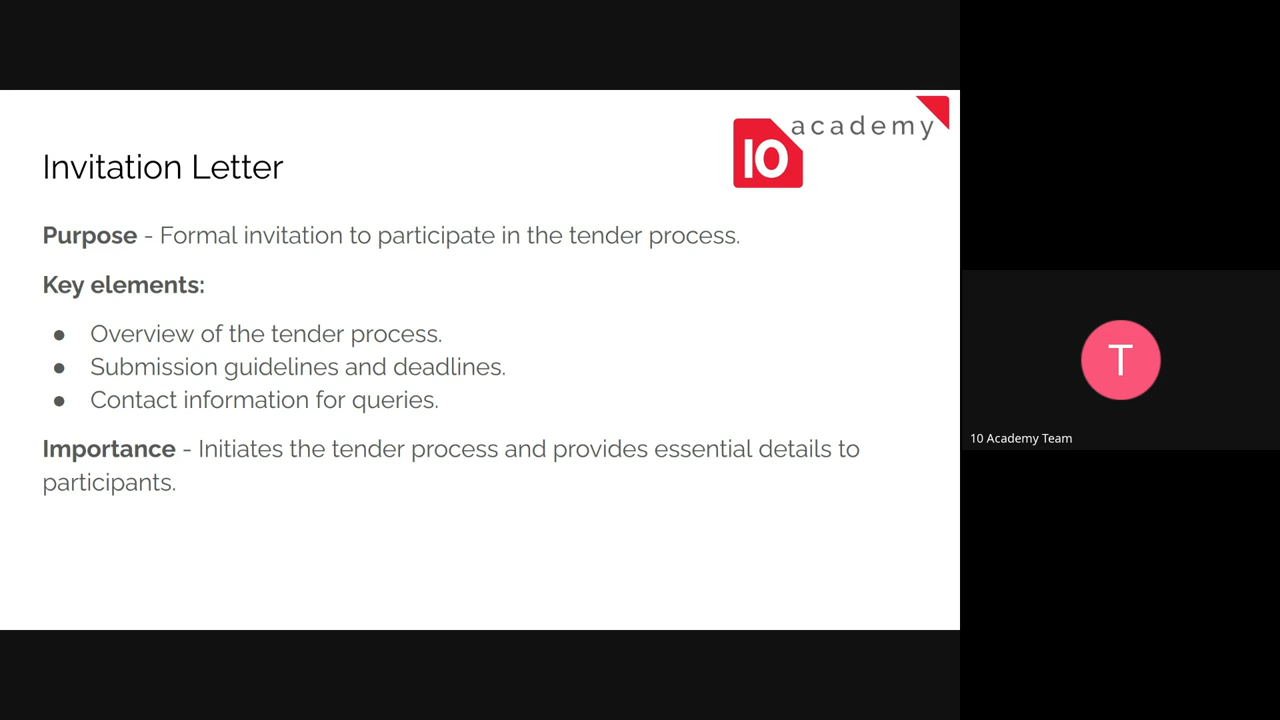 academy
10
Invitation Letter
Purpose - Formal invitation to participate in the tender process.
Key elements:
● Overview of the tender process.
● Submission guidelines and deadlines.
● Contact information for queries.
Importance - Initiates the tender process and provides essential details to
participants.
T
10 Academy Team